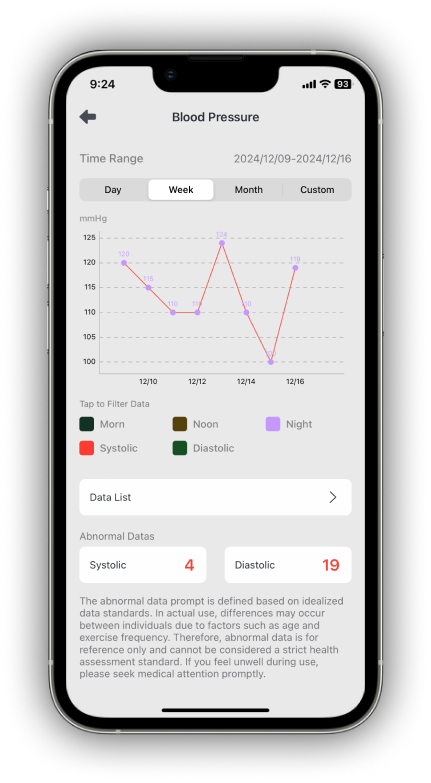 9:24
93
Blood Pressure
Time Range 2024/12/09-2024/12/16
Day Week Month Custom
mmHg
125
120
115
110
105
100
120
115
110
124
119
12/10 12/12 12/14 12/16
Tap to Filter Data
Morn Noon Night
Systolic Diastolic
Data List
Abnormal Datas
Systolic 4 Diastolic 19
The abnormal data prompt is defined based on idealized
data standards. In actual use, differences may occur
between individuals due to factors such as age and
exercise frequency. Therefore, abnormal data is for
reference only and cannot be considered a strict health
assessment standard. If you feel unwell during use,
please seek medical attention promptly.